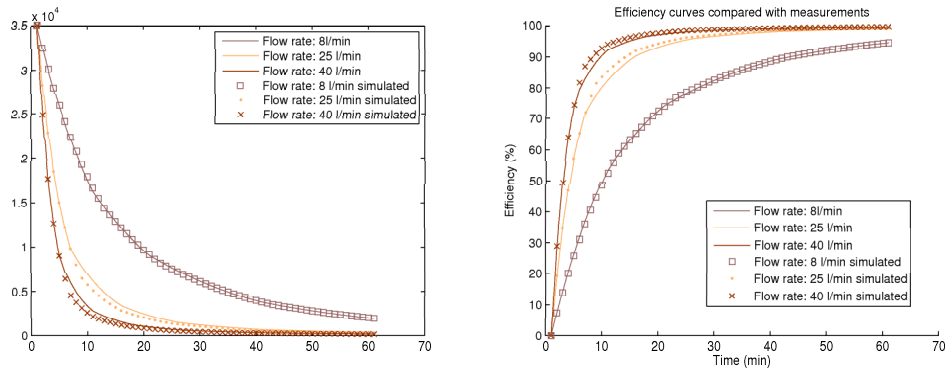 x 10⁴
3.5
3
2.5
2
1.5
1
0.5
0
0 10 20 30 40 50 60 70
Flow rate: 8l/min
Flow rate: 25 l/min
Flow rate: 40 l/min
Flow rate: 8 l/min simulated
Flow rate: 25 l/min simulated
Flow rate: 40 l/min simulated
Efficiency curves compared with measurements
Efficiency (%)
100
90
80
70
60
50
40
30
20
10
0
0 10 20 30 40 50 60 70
Time (min)
Flow rate: 8l/min
Flow rate: 25 l/min
Flow rate: 40 l/min
Flow rate: 8 l/min simulated
Flow rate: 25 l/min simulated
Flow rate: 40 l/min simulated